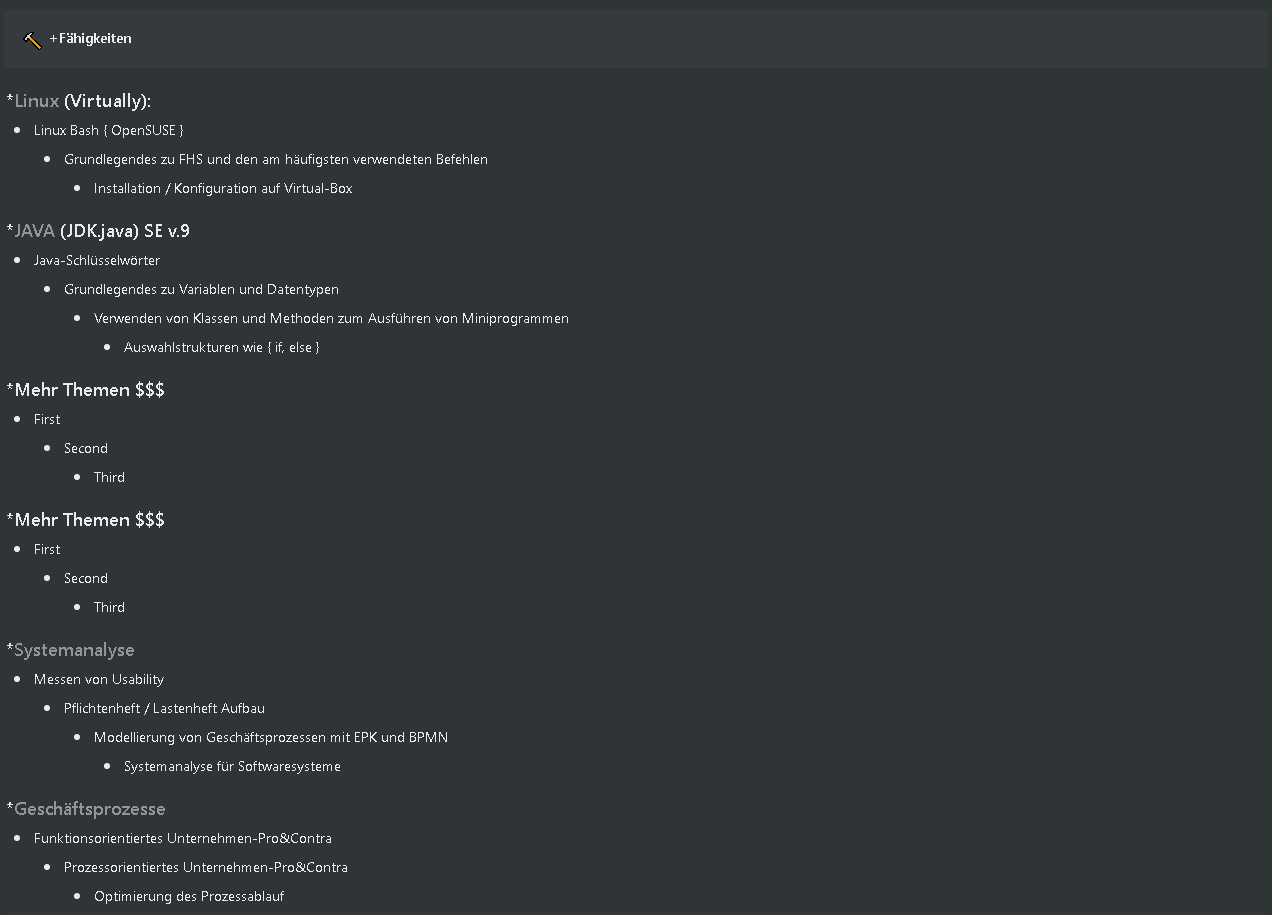 +Fähigkeiten
*Linux (Virtually):
Linux Bash { OpenSUSE }
Grundlegendes zu FHS und den am häufigsten verwendeten Befehlen
Installation / Konfiguration auf Virtual-Box
*JAVA (JDK.java) SE v.9
Java-Schlüsselwörter
Grundlegendes zu Variablen und Datentypen
Verwenden von Klassen und Methoden zum Ausführen von Miniprogrammen
Auswahlstrukturen wie { if, else }
*Mehr Themen $$$
First
Second
Third
*Mehr Themen $$$
First
Second
Third
*Systemanalyse
Messen von Usability
Pflichtenheft / Lastenheft Aufbau
Modellierung von Geschäftsprozessen mit EPK und BPMN
Systemanalyse für Softwaresysteme
*Geschäftsprozesse
Funktionsorientiertes Unternehmen-Pro&Contra
Prozessorientiertes Unternehmen-Pro&Contra
Optimierung des Prozessablauf